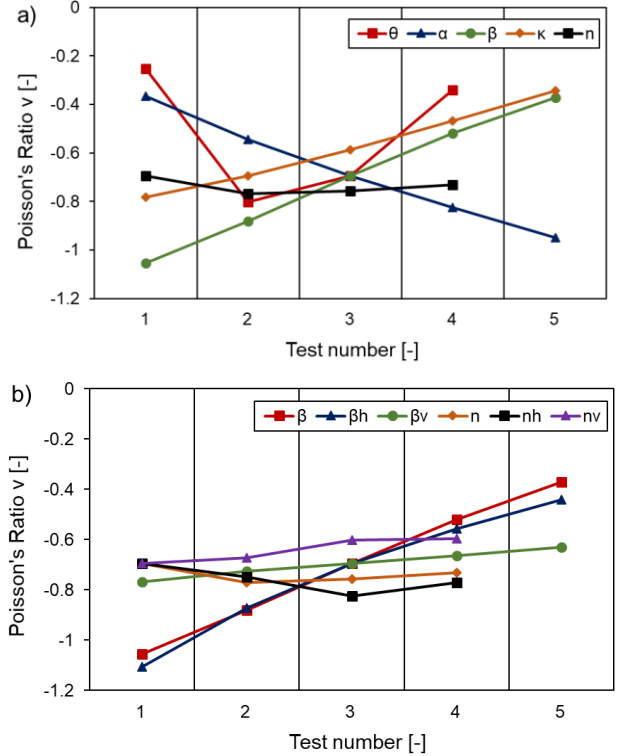 a)
0
-0.2
-0.4
-0.6
-0.8
-1
-1.2
Poisson's Ratio ν [-]
θ α β κ n
1 2 3 4 5
Test number [-]
b)
0
-0.2
-0.4
-0.6
-0.8
-1
-1.2
Poisson's Ratio ν [-]
β βh βv n nh nv
1 2 3 4 5
Test number [-]